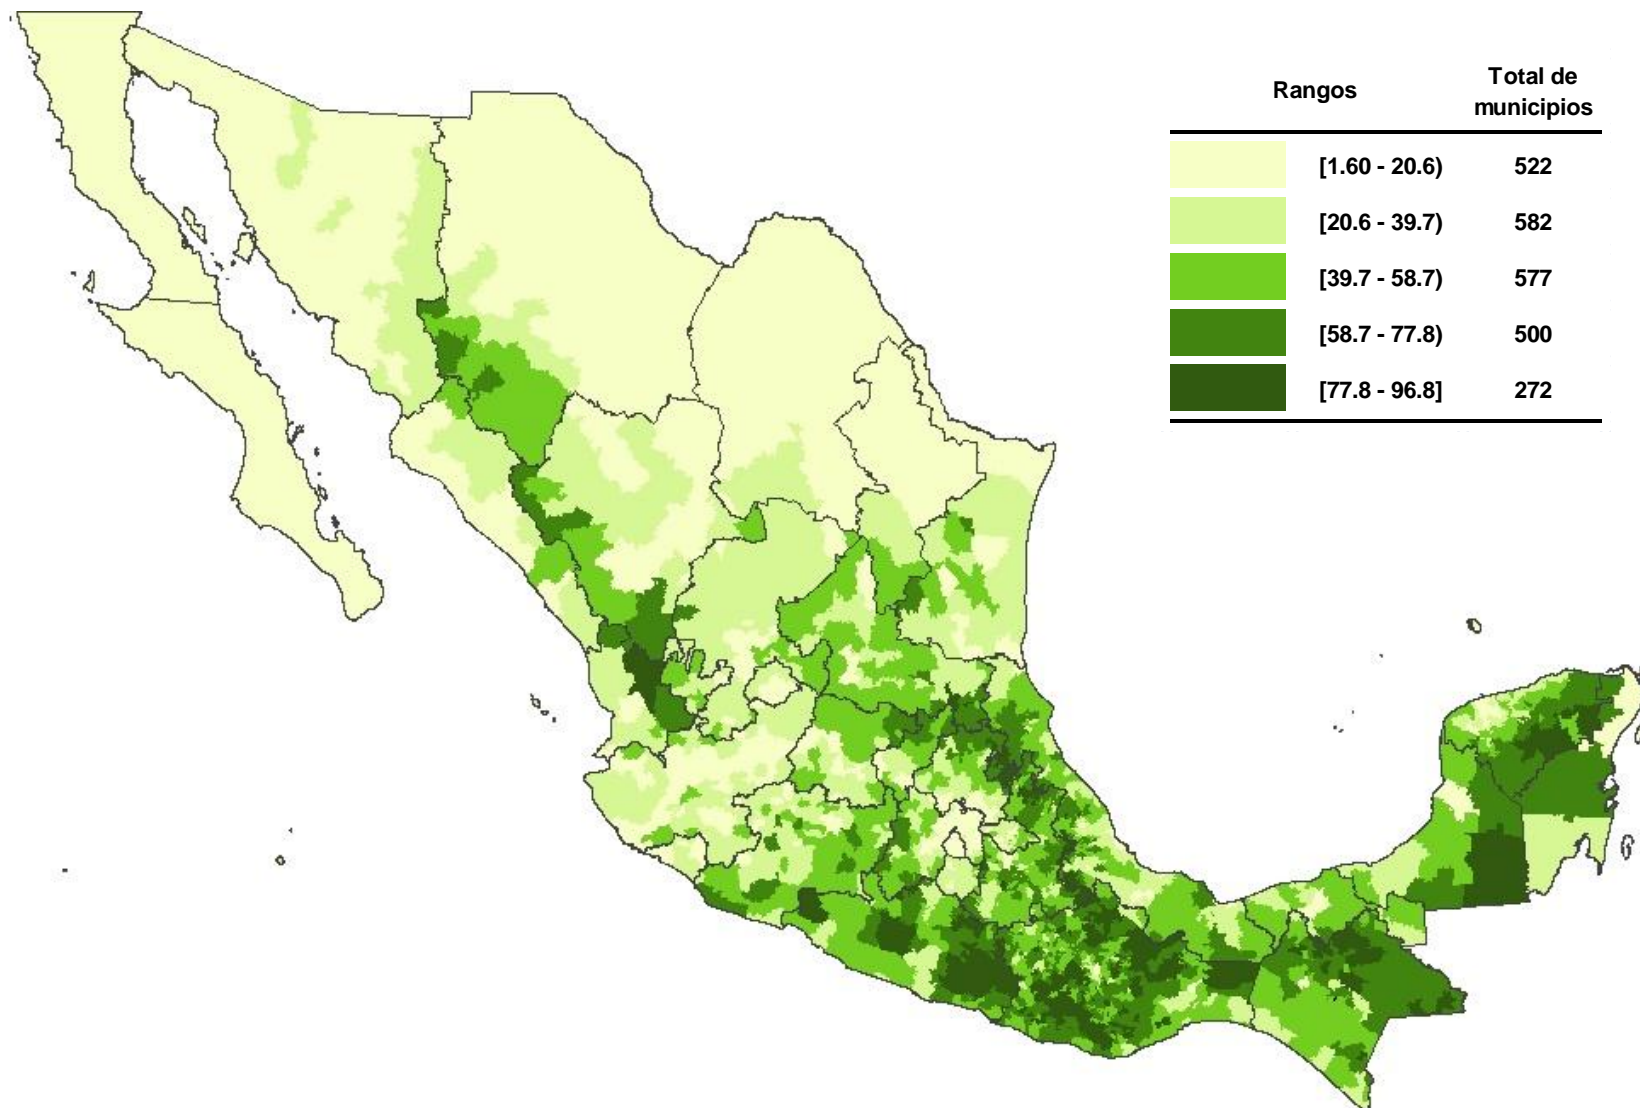 Rangos Total de municipios
[1.60 - 20.6) 522
[20.6 - 39.7) 582
[39.7 - 58.7) 577
[58.7 - 77.8) 500
[77.8 - 96.8] 272